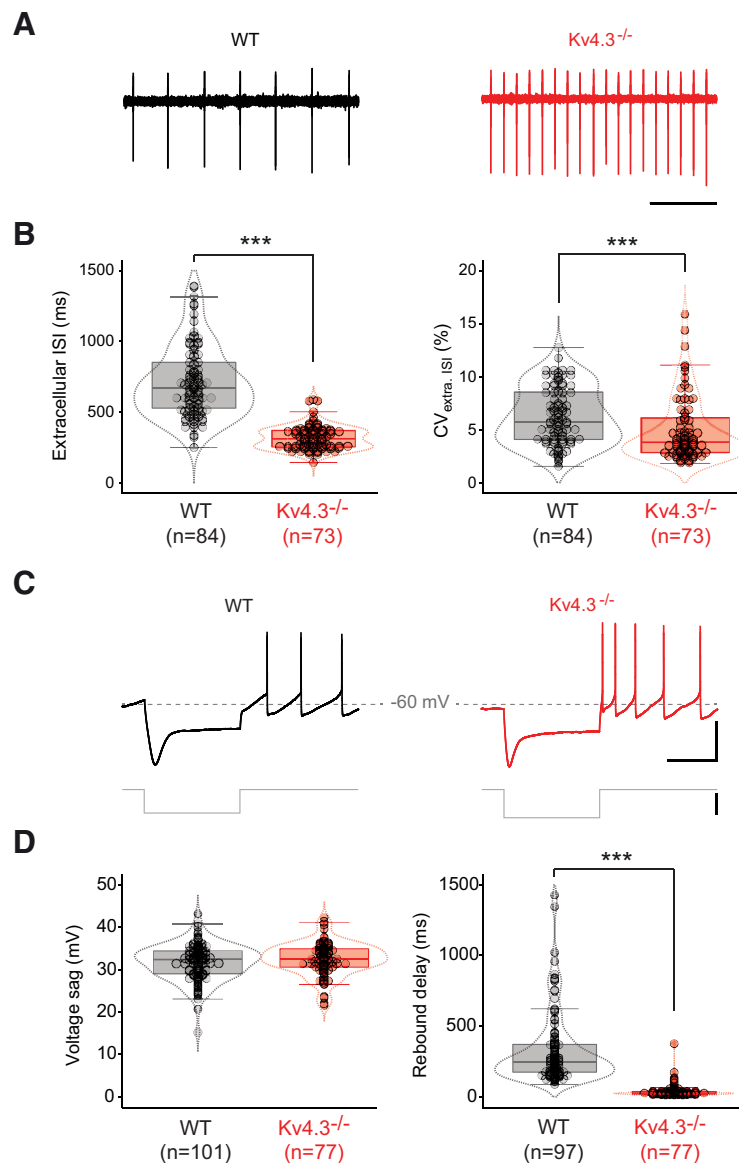 A
WT
Kv4.3-/-
B
***
***
Extracellular ISI (ms)
1500
1000
500
0
WT
(n=84)
Kv4.3-/-
(n=73)
CVextra. ISI (%)
20
15
10
5
0
WT
(n=84)
Kv4.3-/-
(n=73)
C
WT
Kv4.3-/-
-60 mV
D
Voltage sag (mV)
50
40
30
20
10
0
WT
(n=101)
Kv4.3-/-
(n=77)
***
Rebound delay (ms)
1500
1000
500
0
WT
(n=97)
Kv4.3-/-
(n=77)